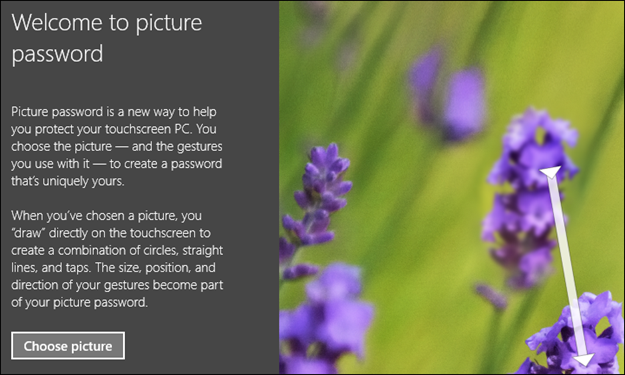 Welcome to picture
password
Picture password is a new way to help
you protect your touchscreen PC. You
choose the picture — and the gestures
you use with it — to create a password
that's uniquely yours.
When you've chosen a picture, you
“draw” directly on the touchscreen to
create a combination of circles, straight
lines, and taps. The size, position, and
direction of your gestures become part
of your picture password.
Choose picture